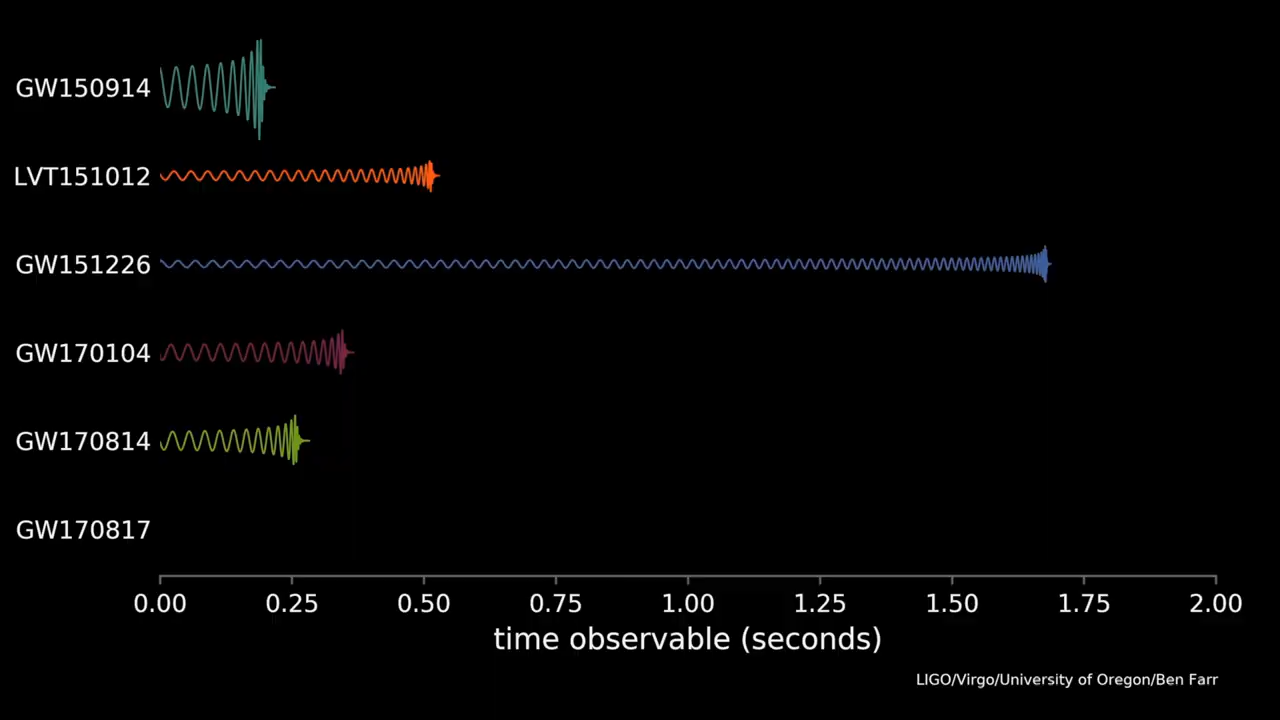 GW150914
LVT151012
GW151226
GW170104
GW170814
GW170817
0.00 0.25 0.50 0.75 1.00 1.25 1.50 1.75 2.00
time observable (seconds)
LIGO/Virgo/University of Oregon/Ben Farr